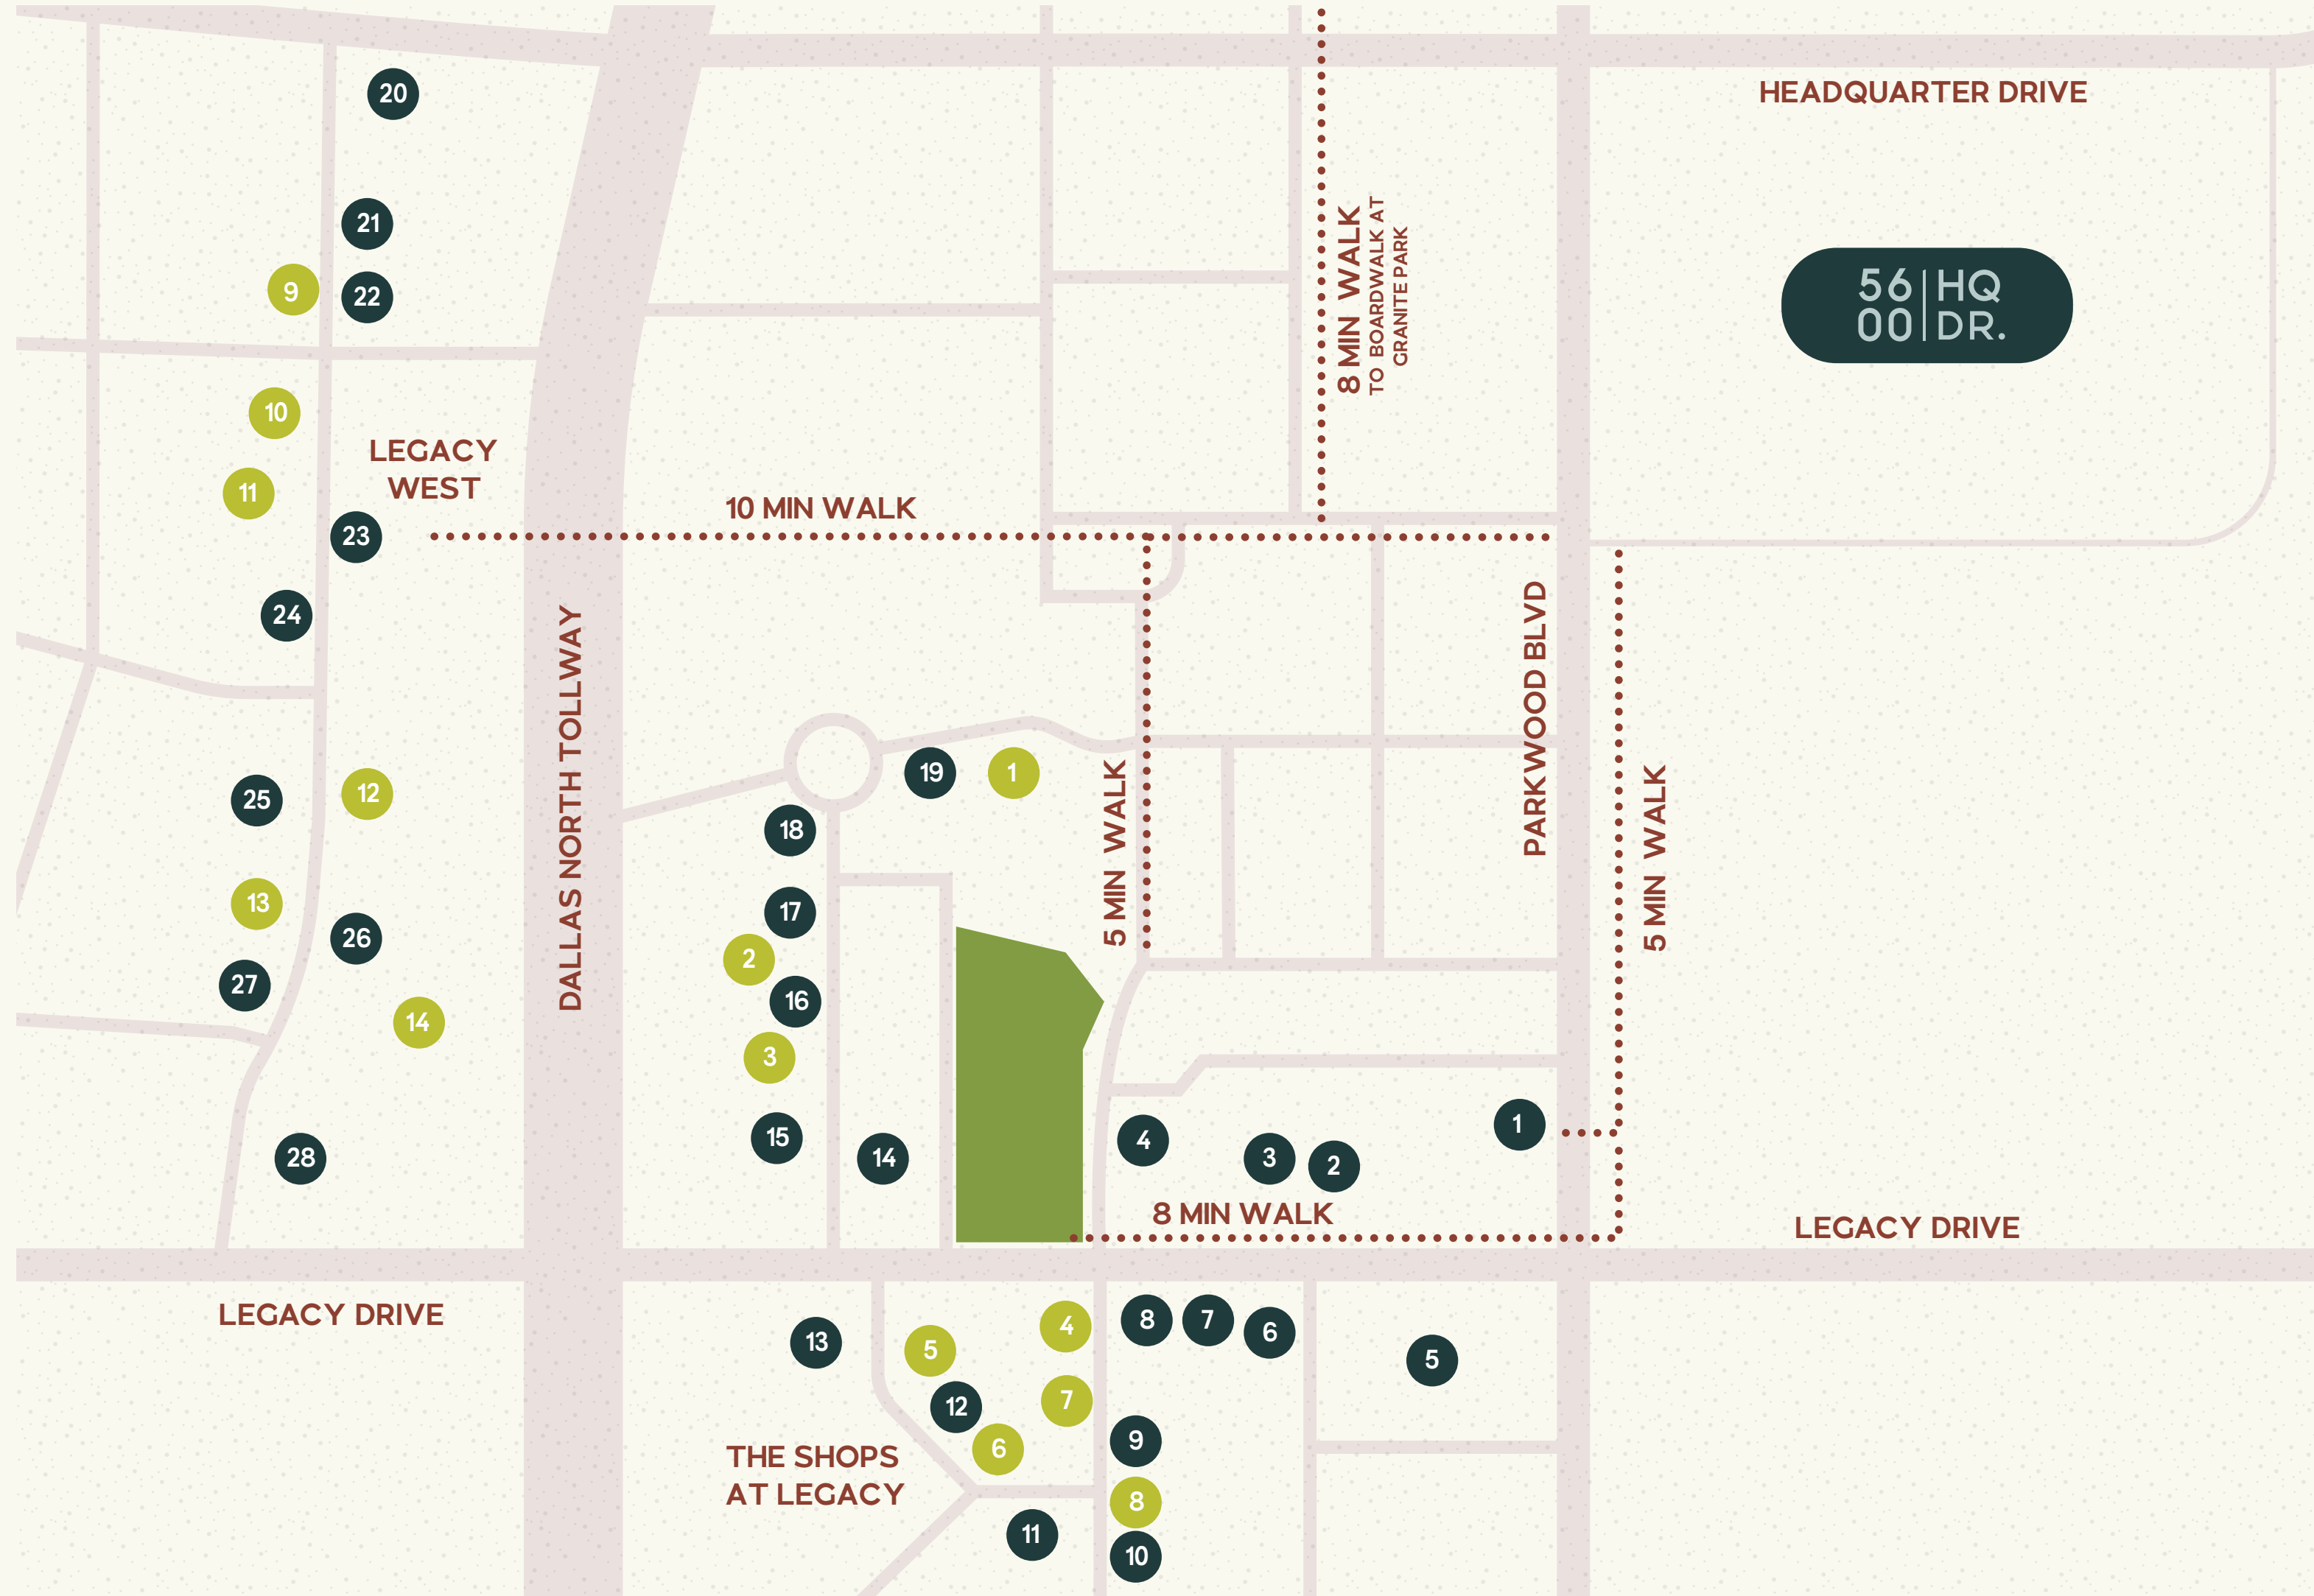 HEADQUARTER DRIVE
20
21
9
22
8 MIN WALK
TO BOARDWALK AT
GRANITE PARK
56 HQ
00 DR.
10
LEGACY
WEST
11
10 MIN WALK
23
24
DALLAS NORTH TOLLWAY
PARKWOOD BLVD
5 MIN WALK
5 MIN WALK
19
1
25
12
18
13
17
26
2
27
16
14
3
1
15
4
14
3
2
28
8 MIN WALK
LEGACY DRIVE
LEGACY DRIVE
13
5
4
8
7
6
5
12
7
6
9
THE SHOPS
AT LEGACY
8
11
10